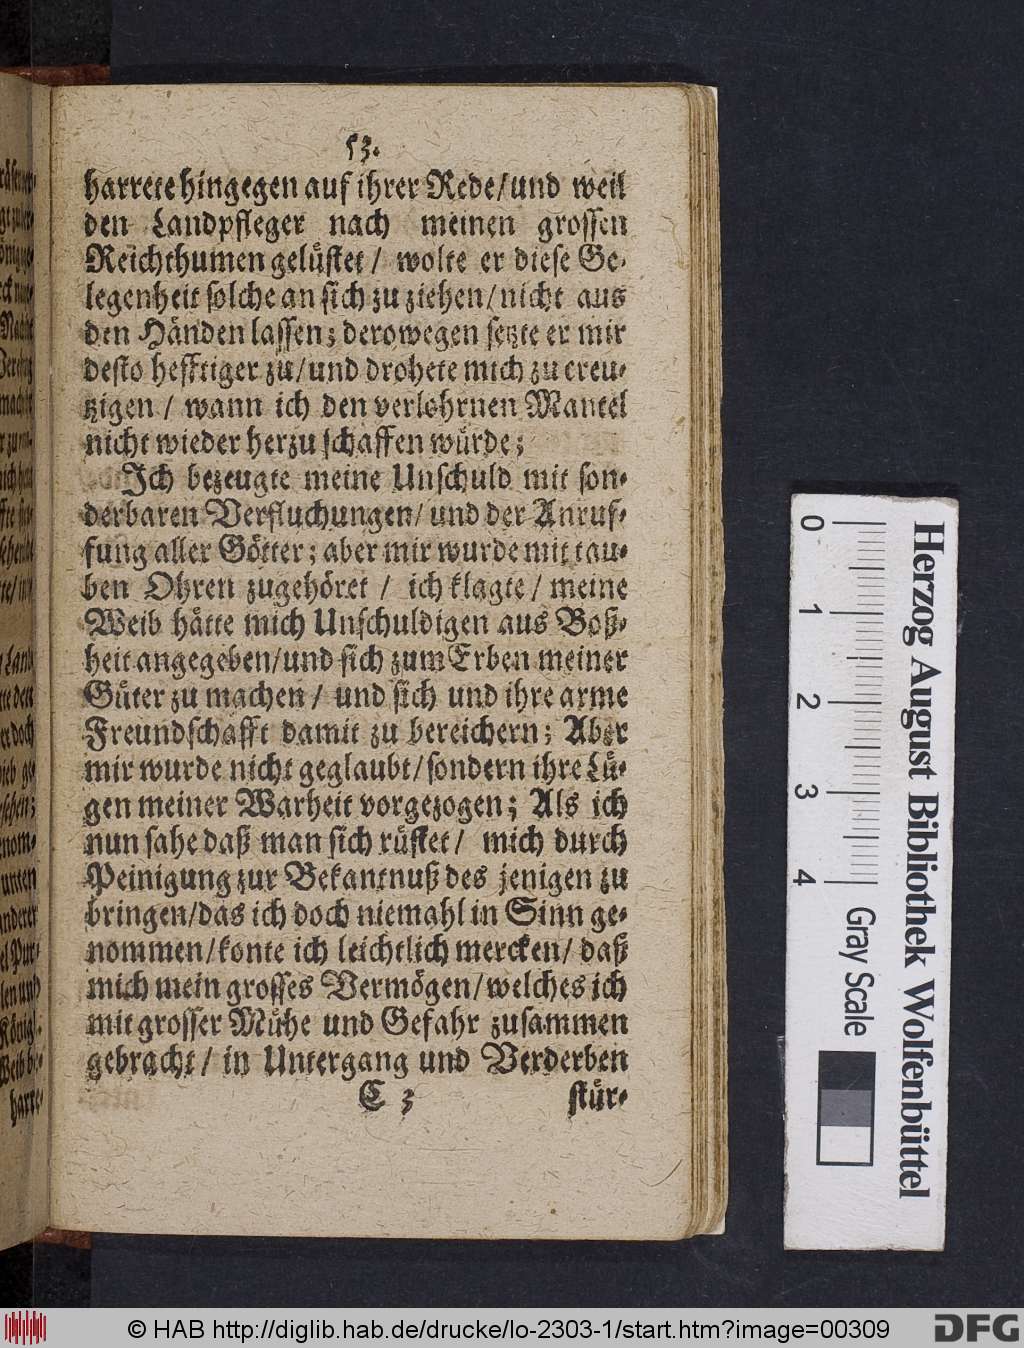 53.
harrete hingegen auf ihrer Rede/und weil
den Landpfleger nach meinen grossen
Reichthumen gelüstet / wolte er diese Ge-
legenheit solche an sich zu ziehen/nicht aus
den Händen lassen; derowegen setzte er mir
desto hefftiger zu/und drohete mich zu creu-
tzigen / wann ich den verlohrnen Mantel
nicht wieder herzu schaffen würde;
Ich bezeugte meine Unschuld mit son-
derbaren Verfluchungen/und der Anruf-
fung aller Götter; aber mir wurde mit tau-
ben Ohren zugehöret / ich klagte / meine
Weib hätte mich Unschuldigen aus Boß-
heit angegeben/und sich zum Erben meiner
Güter zu machen / und sich und ihre arme
Freundschafft damit zu bereichern; Aber
mir wurde nicht geglaubt/sondern ihre Lü-
gen meiner Warheit vorgezogen; Als ich
nun sahe daß man sich rüstet/ mich durch
Peinigung zur Bekantnuß des jenigen zu
bringen/das ich doch niemahl in Sinn ge-
nommen/konte ich leichtlich mercken/ daß
mich mein grosses Vermögen/welches ich
mit grosser Mühe und Gefahr zusammen
gebracht / in Untergang und Verderben
C 3 stür-
harre-
Herzog August Bibliothek Wolfenbüttel
0 1 2 3 4 Gray Scale
© HAB http://diglib.hab.de/drucke/lo-2303-1/start.htm?image=00309
DFG